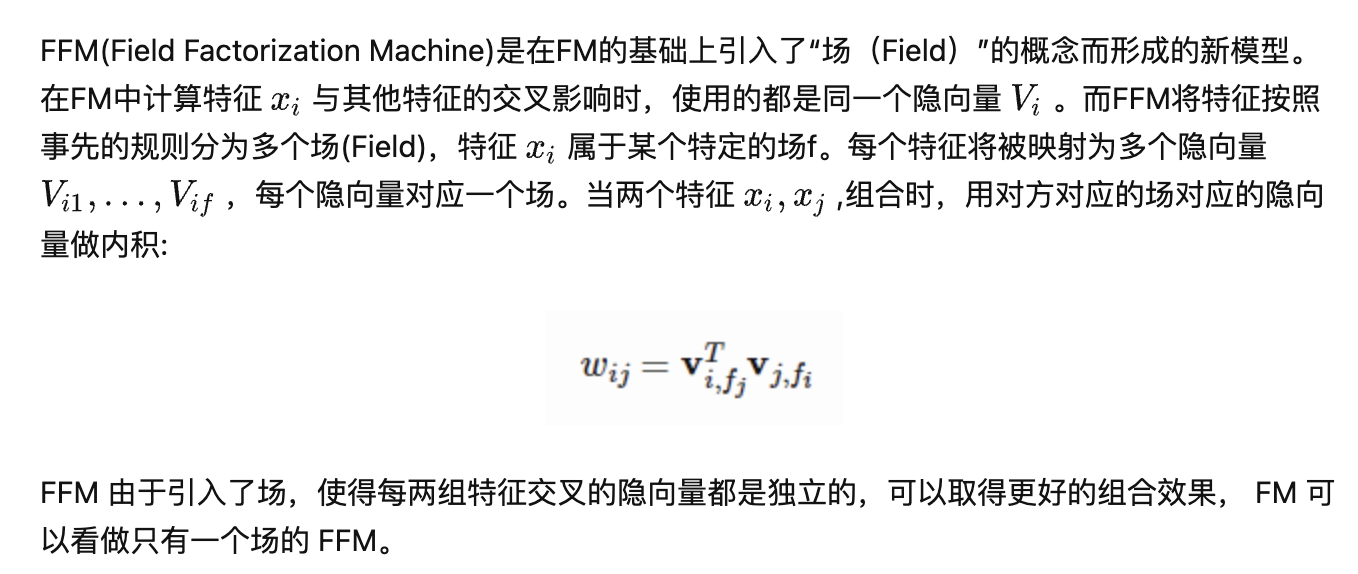 FFM(Field Factorization Machine)是在FM的基础上引入了“场（Field）”的概念而形成的新模型。
在FM中计算特征 $x_i$ 与其他特征的交叉影响时，使用的都是同一个隐向量 $V_i$ 。而FFM将特征按照
事先的规则分为多个场(Field)，特征 $x_i$ 属于某个特定的场f。每个特征将被映射为多个隐向量
$V_{i1}, \ldots, V_{if}$ ，每个隐向量对应一个场。当两个特征 $x_i, x_j$ ,组合时，用对方对应的场对应的隐向
量做内积:
$w_{ij} = \mathbf{v}_{i,f_j}^T \mathbf{v}_{j,f_i}$
FFM 由于引入了场，使得每两组特征交叉的隐向量都是独立的，可以取得更好的组合效果， FM 可
以看做只有一个场的 FFM。